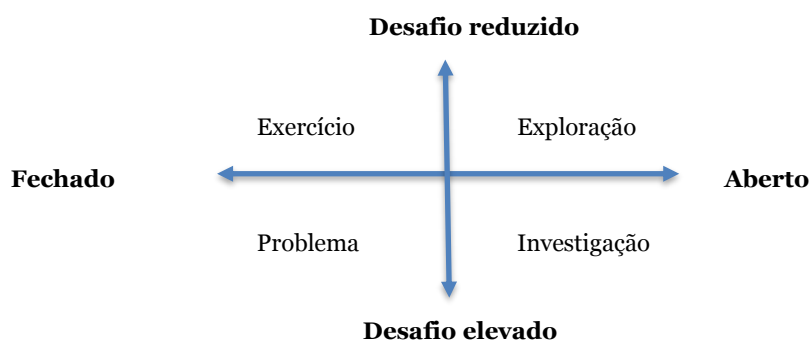 Desafio reduzido
Exercício Exploração
Fechado Aberto
Problema Investigação
Desafio elevado